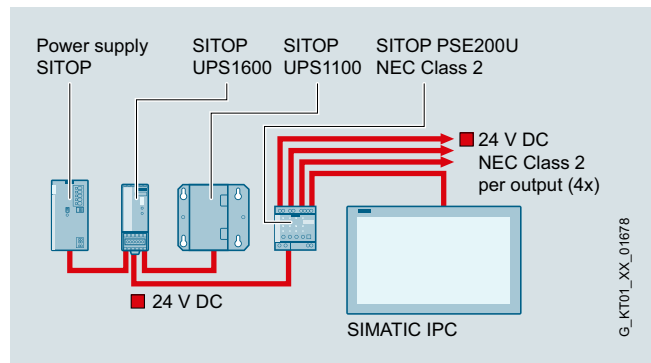 Power supply
SITOP
SITOP
UPS1600
SITOP
UPS1100
SITOP PSE200U
NEC Class 2
24 V DC
NEC Class 2
per output (4x)
24 V DC
SIMATIC IPC
G_KT01_XX_01678